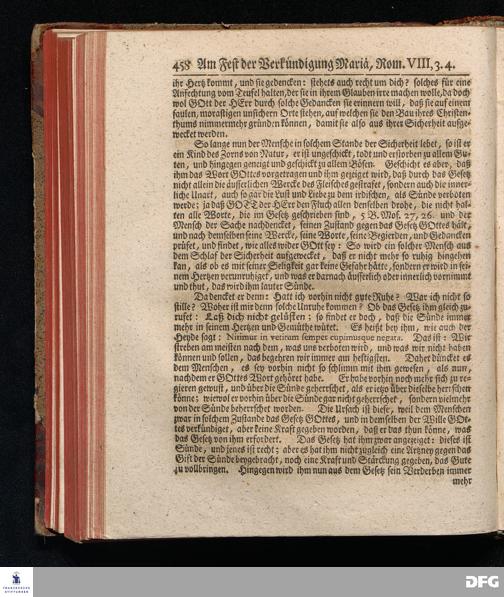 458 Am Fest der Verkündigung Mariä, Rom. VIII, 3. 4.
ihr Hertz kommt, und sie gedencken: stehets auch recht um dich? solches für eine
Anfechtung vom Teufel halten, der sie in ihrem Glauben irre machen wolle, da doch
wol GOtt der HErr durch solche Gedancken sie erinnern will, daß sie auf einem
faulen, morastigen unsichern Orte stehen, auf welchen sie den Bau ihres Christen-
thums nimmermehr gründen können, damit sie also aus ihrer Sicherheit aufge-
wecket werden.
So lange nun der Mensch in solchem Stande der Sicherheit lebet, so ist er
ein Kind des Zorns von Natur, er ist ungeschickt, todt und erstorben zu allem Gu-
ten, und hingegen geneigt und geschickt zu allem Bösen. Geschicht es aber, daß
ihm das Wort GOttes vorgetragen und ihm gezeiget wird, daß durch das Gesetz
nicht allein die äusserlichen Wercke des Fleisches gestrafet, sondern auch die inner-
liche Unart, auch so gar die Lust und Liebe zu dem irdischen, als Sünde verboten
werde: ja daß GOTT der HErr den Fluch allen denselben drohe, die nicht hal-
ten alle Worte, die im Gesetz geschrieben sind, 5 B. Mos. 27, 26. und der
Mensch der Sache nachdencket, seinen Zustand gegen das Gesetz GOttes hält,
und nach demselben seine Wercke, seine Worte, seine Begierden, und Gedancken
prüfet, und findet, wie alles wider GOtt sey: So wird ein solcher Mensch aus
dem Schlaf der Sicherheit aufgewecket, daß er nicht mehr so ruhig hingehen
kan, als ob es mit seiner Seligkeit gar keine Gefahr hätte, sondern er wird in sei-
nem Hertzen verunruhiget, und was er darnach äusserlich oder innerlich vornimmt
und thut, das wird ihm lauter Sünde.
Da dencket er denn: Hatt ich vorhin nicht gute Ruhe? War ich nicht so
stille? Woher ist mir denn solche Unruhe kommen? Ob das Gesetz ihm gleich zu-
rufet: Laß dich nicht gelüsten; so findet er doch, daß die Sünde immer
mehr in seinem Hertzen und Gemüthe wütet. Es heißt bey ihm, wie auch der
Heyde sagt: Nitimur in vetitum semper cupimusque negata. Das ist: Wir
streben am meisten nach dem, was uns verboten wird, und was wir nicht haben
können und sollen, das begehren wir immer am heftigsten. Daher düncket es
dem Menschen, es sey vorhin nicht so schlimm mit ihm gewesen, als nun,
nachdem er GOttes Wort gehöret habe. Er habe vorhin noch mehr sich zu re-
gieren gewust, und über die Sünde geherrschet, als er ietzo über dieselbe herrschen
könne; wiewol er vorhin über die Sünde gar nicht geherrschet, sondern vielmehr
von der Sünde beherrschet worden. Die Ursach ist diese, weil dem Menschen
zwar in solchem Zustande das Gesetz GOttes, und in demselben der Wille GOt-
tes verkündiget, aber keine Kraft gegeben worden, daß er das thun könne, was
das Gesetz von ihm erfordert. Das Gesetz hat ihm zwar angezeiget: dieses ist
Sünde, und jenes ist recht; aber es hat ihm nicht zugleich eine Artzney gegen das
Gift der Sünde beygebracht, noch eine Kraft und Stärckung gegeben, das Gute
zu vollbringen. Hingegen wird ihm nun aus dem Gesetz sein Verderben immer
mehr
FRANCKESCHE
STIFTUNGEN
DFG